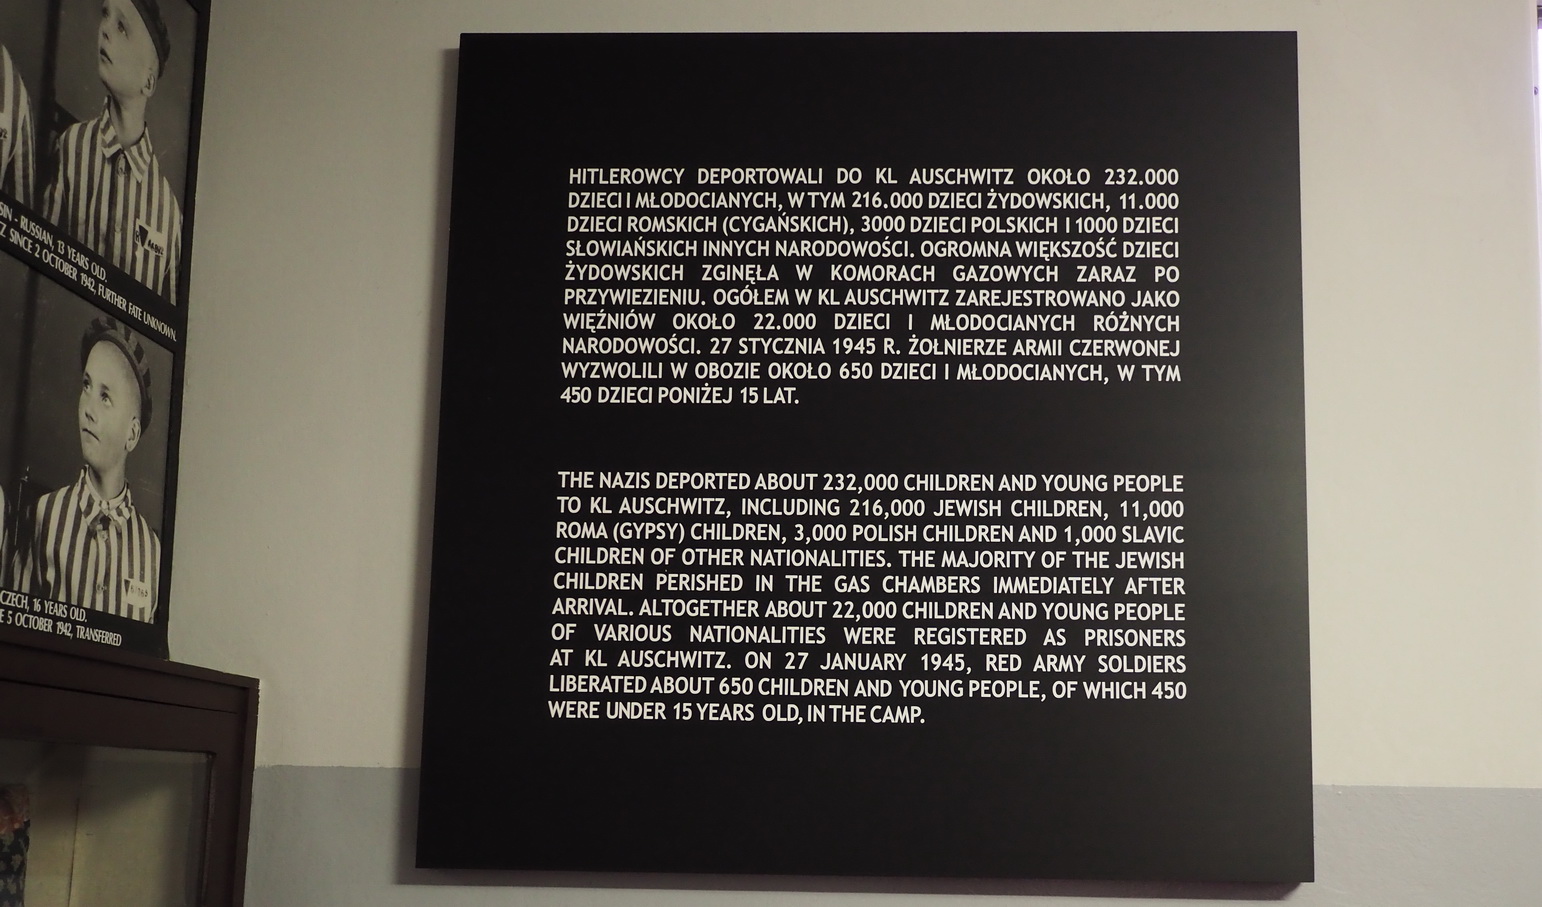 SIN - RUSSIAN, 13 YEARS OLD.
Z SINCE 2 OCTOBER 1942, FURTHER FATE UNKNOWN.
CZECH, 16 YEARS OLD.
E 5 OCTOBER 1942, TRANSFERRED
HITLEROWCY DEPORTOWALI DO KL AUSCHWITZ OKOŁO 232.000
DZIECI I MŁODOCIANYCH, W TYM 216.000 DZIECI ŻYDOWSKICH, 11.000
DZIECI ROMSKICH (CYGAŃSKICH), 3000 DZIECI POLSKICH I 1000 DZIECI
SŁOWIAŃSKICH INNYCH NARODOWOŚCI. OGROMNA WIĘKSZOŚĆ DZIECI
ŻYDOWSKICH ZGINĘŁA W KOMORACH GAZOWYCH ZARAZ PO
PRZYWIEZIENIU. OGÓŁEM W KL AUSCHWITZ ZAREJESTROWANO JAKO
WIĘŹNIÓW OKOŁO 22.000 DZIECI I MŁODOCIANYCH RÓŻNYCH
NARODOWOŚCI. 27 STYCZNIA 1945 R. ŻOŁNIERZE ARMII CZERWONEJ
WYZWOLILI W OBOZIE OKOŁO 650 DZIECI I MŁODOCIANYCH, W TYM
450 DZIECI PONIŻEJ 15 LAT.
THE NAZIS DEPORTED ABOUT 232,000 CHILDREN AND YOUNG PEOPLE
TO KL AUSCHWITZ, INCLUDING 216,000 JEWISH CHILDREN, 11,000
ROMA (GYPSY) CHILDREN, 3,000 POLISH CHILDREN AND 1,000 SLAVIC
CHILDREN OF OTHER NATIONALITIES. THE MAJORITY OF THE JEWISH
CHILDREN PERISHED IN THE GAS CHAMBERS IMMEDIATELY AFTER
ARRIVAL. ALTOGETHER ABOUT 22,000 CHILDREN AND YOUNG PEOPLE
OF VARIOUS NATIONALITIES WERE REGISTERED AS PRISONERS
AT KL AUSCHWITZ. ON 27 JANUARY 1945, RED ARMY SOLDIERS
LIBERATED ABOUT 650 CHILDREN AND YOUNG PEOPLE, OF WHICH 450
WERE UNDER 15 YEARS OLD, IN THE CAMP.